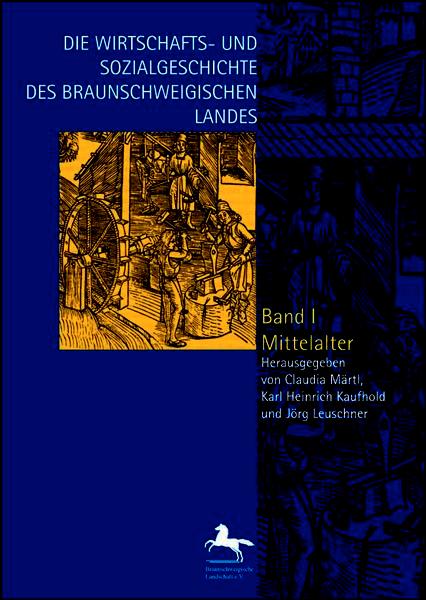 DIE WIRTSCHAFTS- UND
SOZIALGESCHICHTE
DES BRAUNSCHWEIGISCHEN
LANDES
Band I
Mittelalter
Herausgegeben
von Claudia Märtl,
Karl Heinrich Kaufhold
und Jörg Leuschner
Braunschweigische
Landschaft e.V.